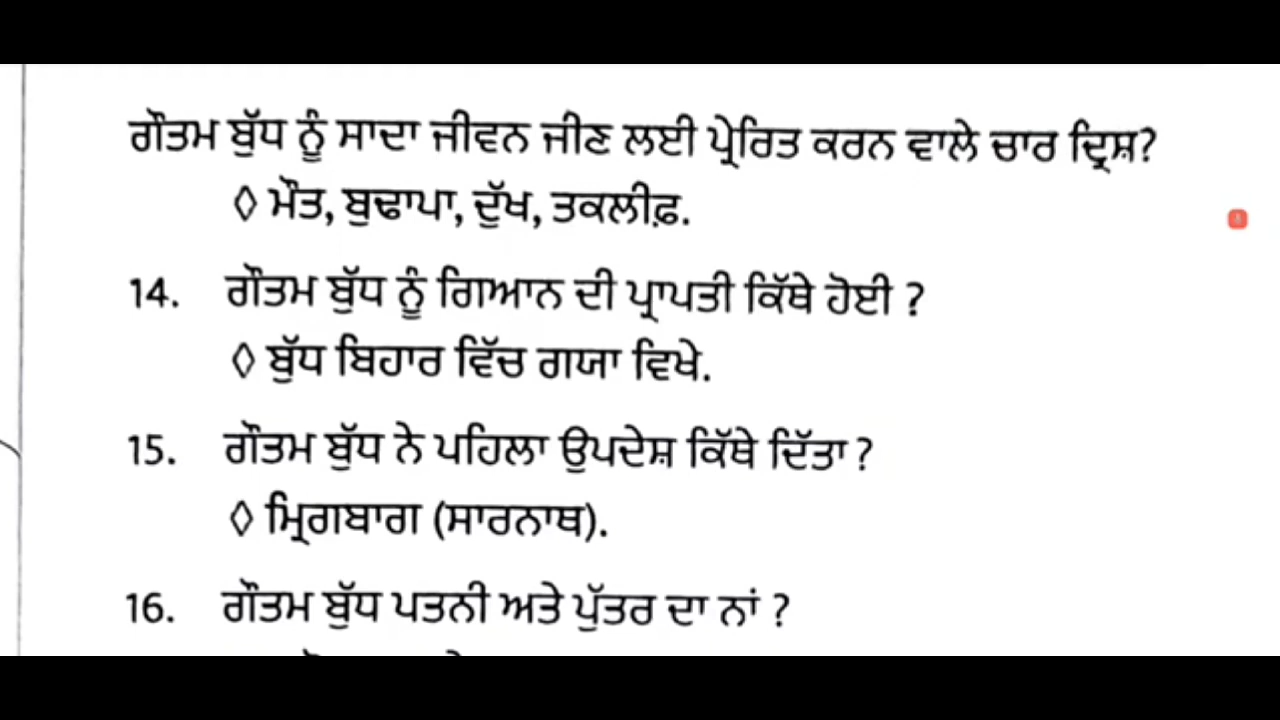 ਗੌਤਮ ਬੁੱਧ ਨੂੰ ਸਾਦਾ ਜੀਵਨ ਜੀਣ ਲਈ ਪ੍ਰੇਰਿਤ ਕਰਨ ਵਾਲੇ ਚਾਰ ਦ੍ਰਿਸ਼?
◊ ਮੌਤ, ਬੁਢਾਪਾ, ਦੁੱਖ, ਤਕਲੀਫ਼.
14. ਗੌਤਮ ਬੁੱਧ ਨੂੰ ਗਿਆਨ ਦੀ ਪ੍ਰਾਪਤੀ ਕਿੱਥੇ ਹੋਈ ?
◊ ਬੁੱਧ ਬਿਹਾਰ ਵਿੱਚ ਗਯਾ ਵਿਖੇ.
15. ਗੌਤਮ ਬੁੱਧ ਨੇ ਪਹਿਲਾ ਉਪਦੇਸ਼ ਕਿੱਥੇ ਦਿੱਤਾ ?
◊ ਮ੍ਰਿਗਬਾਗ (ਸਾਰਨਾਥ).
16. ਗੌਤਮ ਬੁੱਧ ਪਤਨੀ ਅਤੇ ਪੁੱਤਰ ਦਾ ਨਾਂ ?